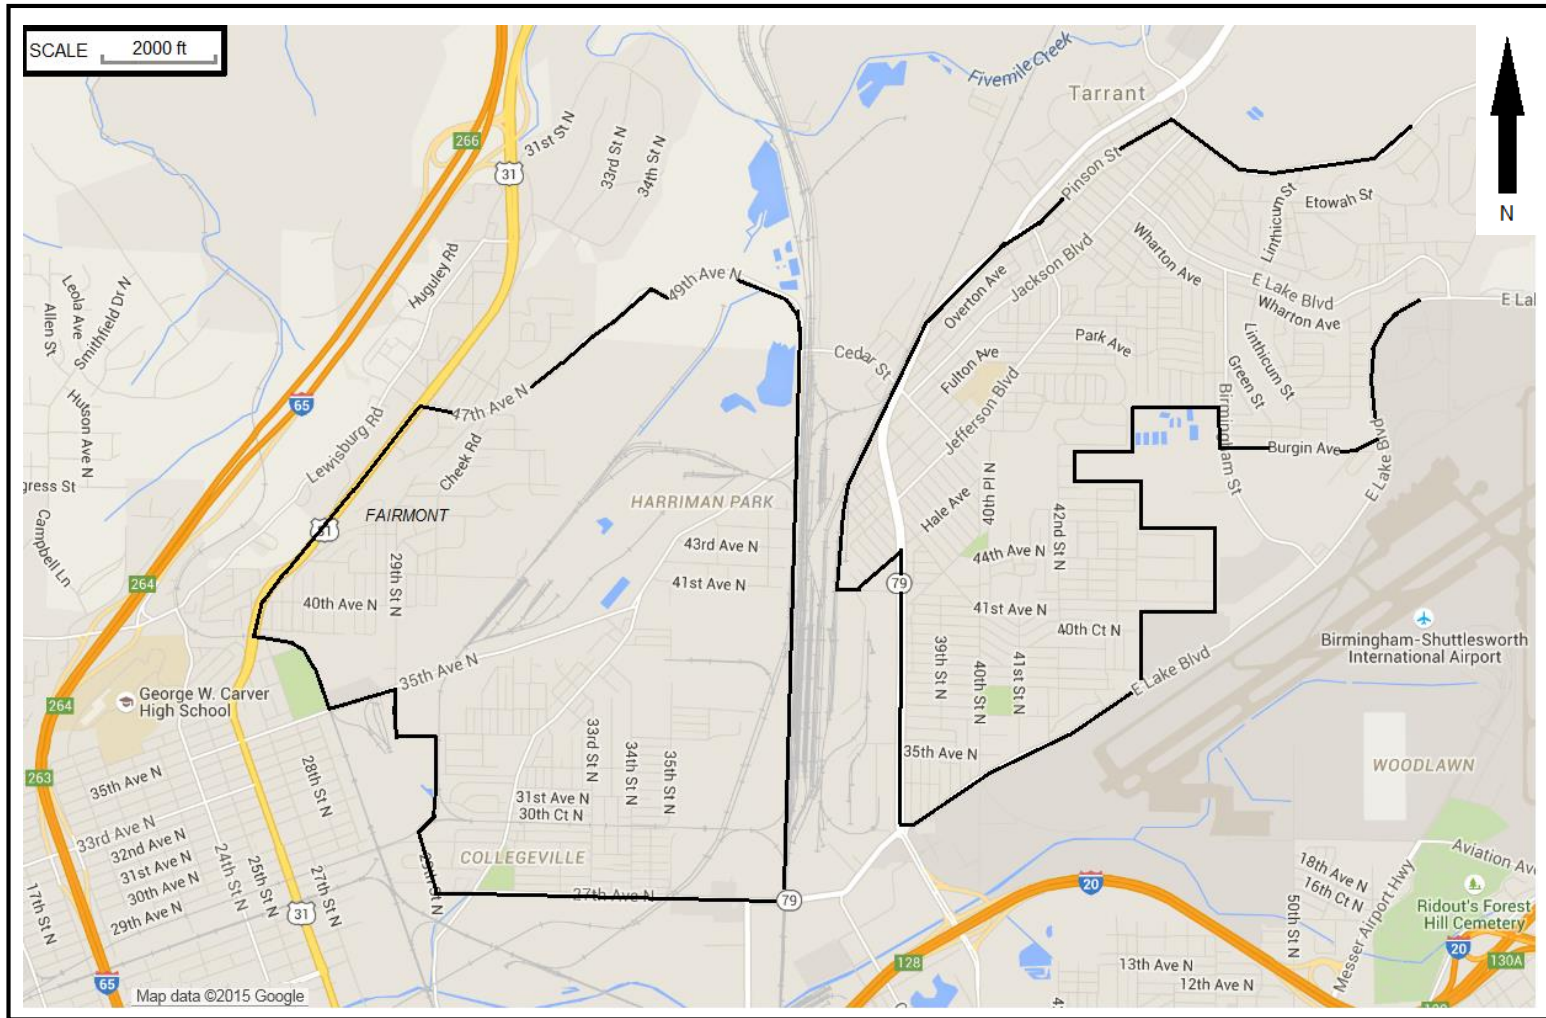 SCALE 2000 ft
Fivemile Creek
Tarrant
N
266
31st St N
33rd St N
34th St N
31
Pinson St
Linthicum St
Etowah St
Wharton Ave
E Lake Blvd
Wharton Ave
E Lal
Huguley Rd
Leola Ave
Smithfield Dr N
Allen St
49th Ave N
Overton Ave
Jackson Blvd
Cedar St
Park Ave
Fulton Ave
Linthicum St
Green St
Birmingham St
65
Hutson Ave N
47th Ave N
Lewisburg Rd
Cheek Rd
Jefferson Blvd
Burgin Ave
E Lake Blvd
gress St
Campbell Ln
31
FAIRMONT
HARRIMAN PARK
Hale Ave
40th Pl N
42nd St N
43rd Ave N
41st Ave N
44th Ave N
29th St N
264
79
40th Ave N
41st Ave N
40th Ct N
Birmingham-Shuttlesworth
International Airport
39th St N
40th St N
41st St N
E Lake Blvd
35th Ave N
George W. Carver
High School
264
33rd St N
34th St N
35th St N
35th Ave N
WOODLAWN
263
35th Ave N
28th St N
31st Ave N
30th Ct N
33rd Ave N
32nd Ave N
31st Ave N
30th Ave N
29th Ave N
24th St N
25th St N
27th St N
17th St N
COLLEGEVILLE
29th St N
27th Ave N
79
31
20
18th Ave N
16th Ct N
50th St N
Messer Airport Hwy
Aviation Ave
Ridout's Forest
Hill Cemetery
20
130A
128
13th Ave N
12th Ave N
65
Map data ©2015 Google